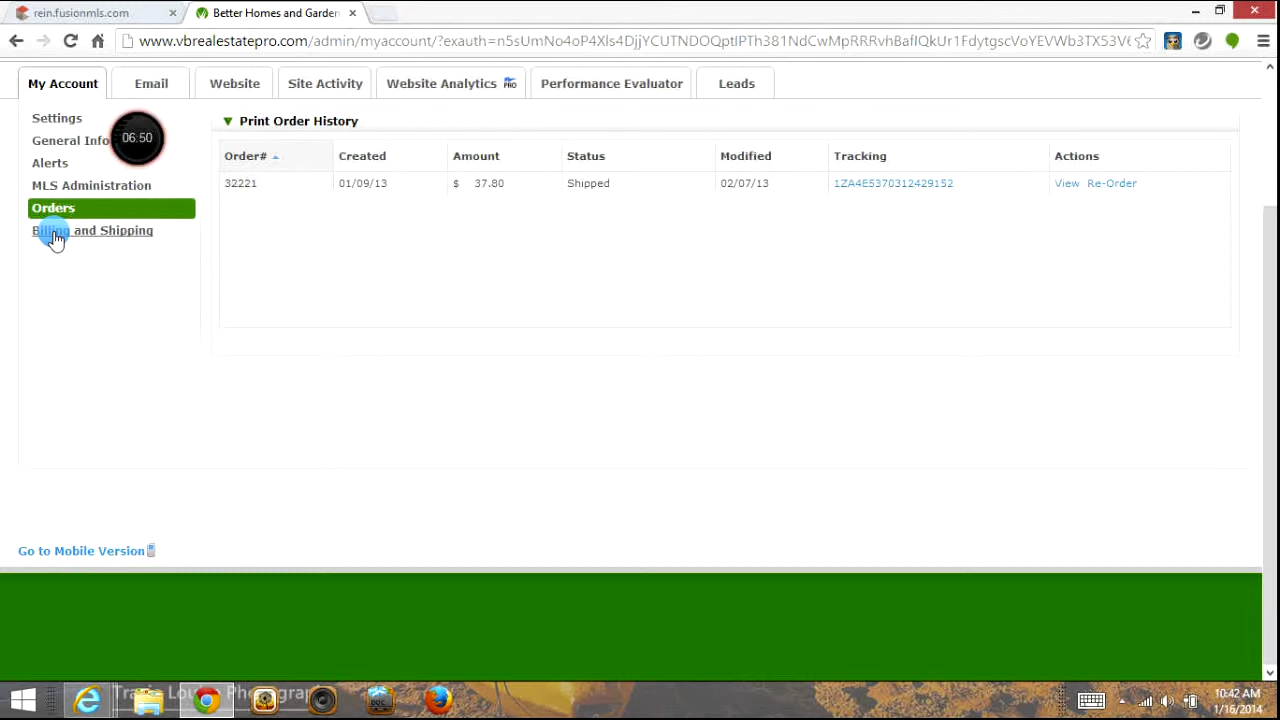 rein.fusionmls.com
Better Homes and Garden
www.vbrealestatepro.com/admin/myaccount/?exauth=
My Account
Email
Website
Site Activity
Website Analytics PRO
Performance Evaluator
Leads
Settings
General Info
06:50
Alerts
MLS Administration
Orders
Billing and Shipping
Print Order History
Order# Created Amount Status Modified Tracking Actions
32221 01/09/13 $ 37.80 Shipped 02/07/13 1ZA4E5370312429152 View Re-Order
Go to Mobile Version
10:42 AM
1/16/2014